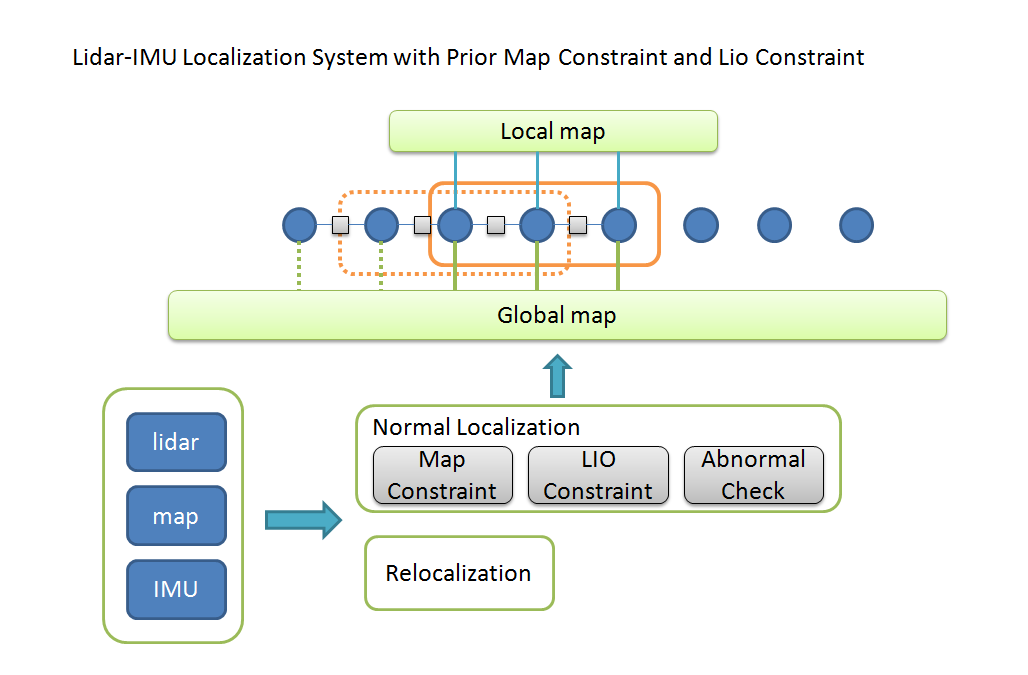 Lidar-IMU Localization System with Prior Map Constraint and Lio Constraint
Local map
Global map
lidar
map
IMU
Normal Localization
Map
Constraint
LIO
Constraint
Abnormal
Check
Relocalization